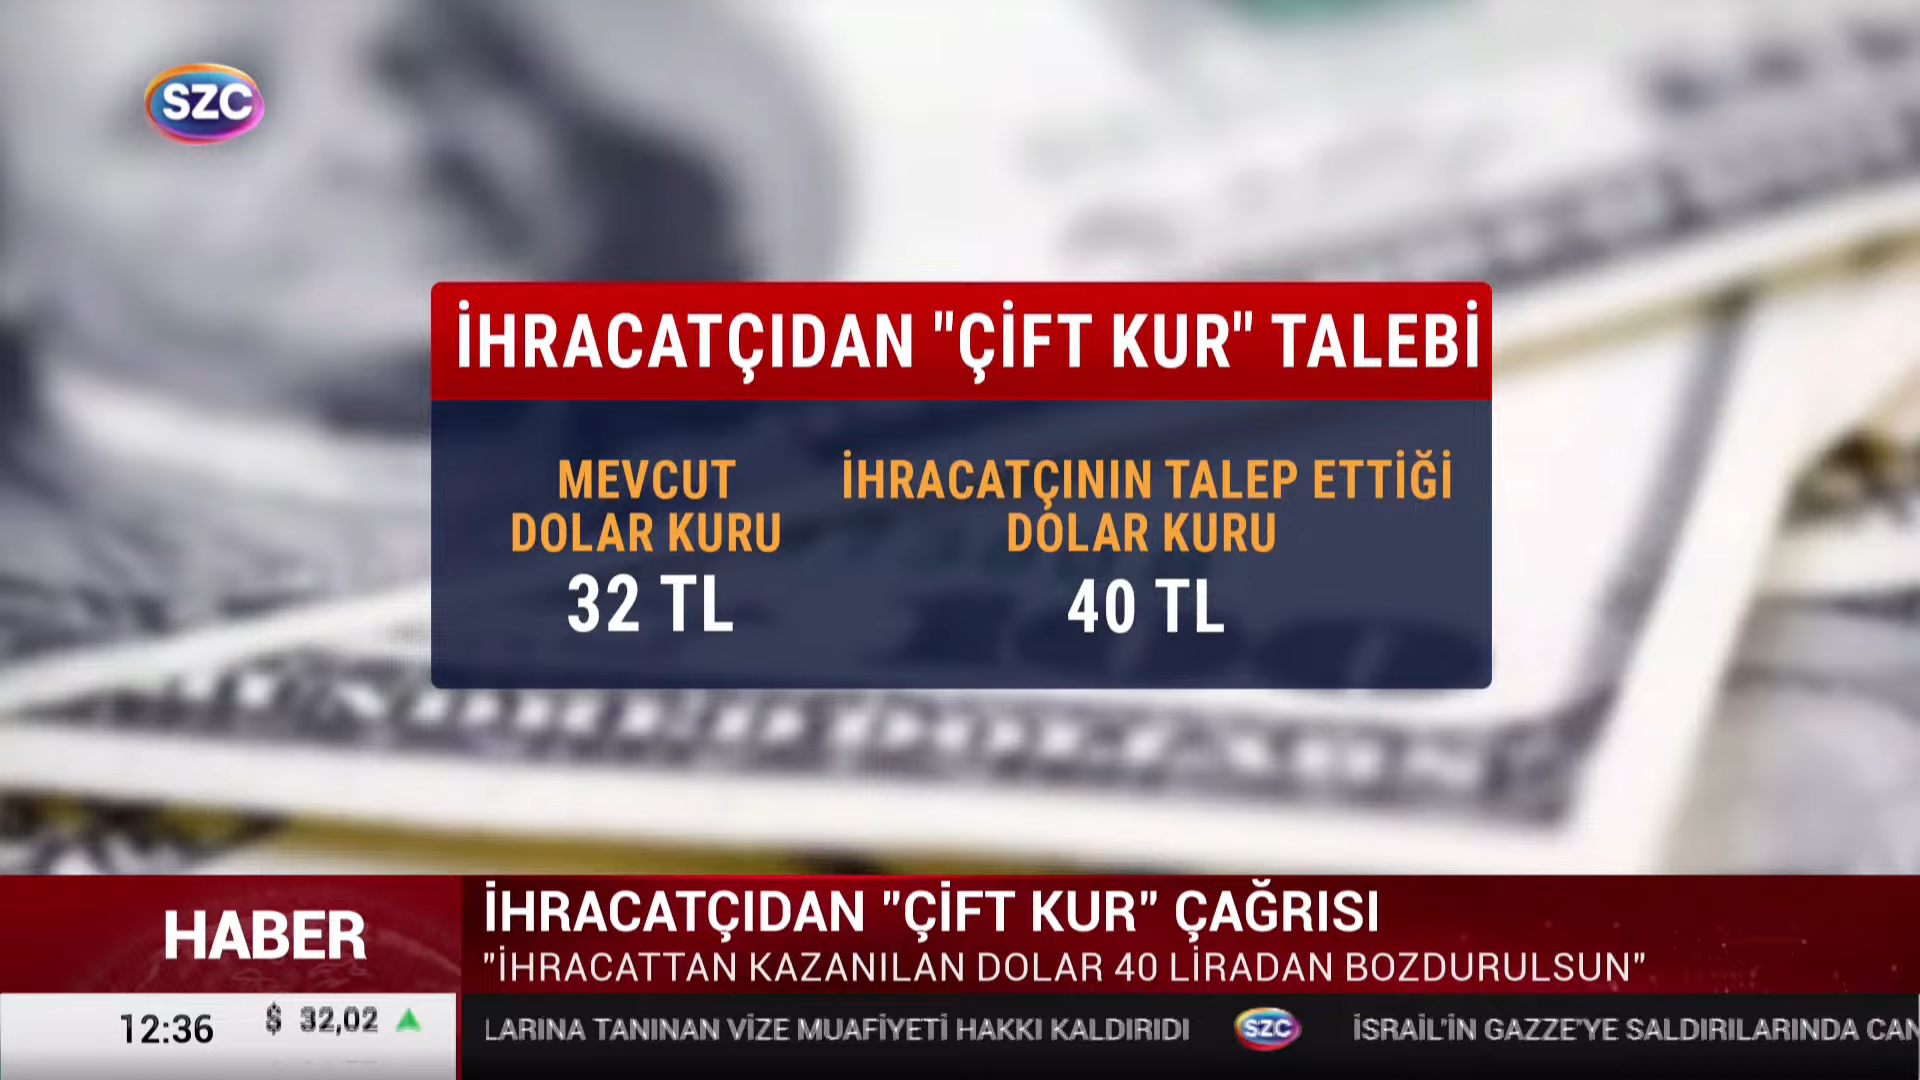 SZC
İHRACATÇIDAN "ÇİFT KUR" TALEBİ
MEVCUT
DOLAR KURU
32 TL
İHRACATÇININ TALEP ETTİĞİ
DOLAR KURU
40 TL
HUNDRED DOLLARS
HABER
İHRACATÇIDAN "ÇİFT KUR" ÇAĞRISI
"İHRACATTAN KAZANILAN DOLAR 40 LİRADAN BOZDURULSUN"
12:36 $ 32,02
LARINA TANINAN VİZE MUAFİYETİ HAKKI KALDIRIDI SZC İSRAİL'İN GAZZE'YE SALDIRILARINDA CAN